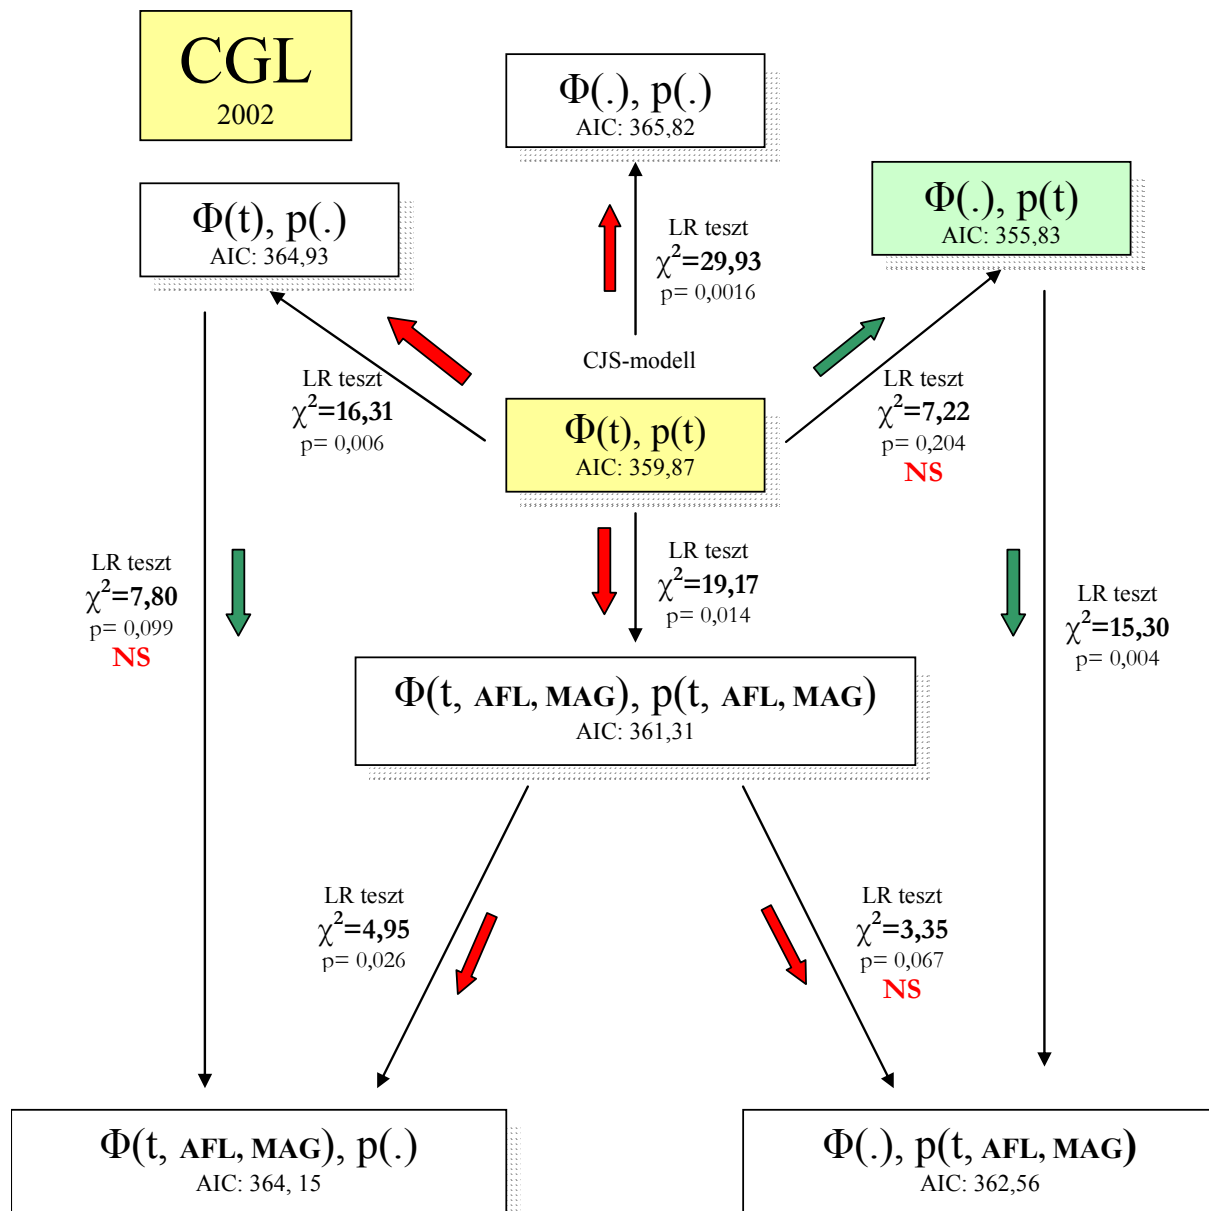 CGL
2002
Φ(.), p(.)
AIC: 365,82
Φ(t), p(.)
AIC: 364,93
Φ(.), p(t)
AIC: 355,83
LR teszt
χ²=29,93
p= 0,0016
CJS-modell
LR teszt
χ²=16,31
p= 0,006
Φ(t), p(t)
AIC: 359,87
LR teszt
χ²=7,22
p= 0,204
NS
LR teszt
χ²=7,80
p= 0,099
NS
LR teszt
χ²=19,17
p= 0,014
LR teszt
χ²=15,30
p= 0,004
Φ(t, AFL, MAG), p(t, AFL, MAG)
AIC: 361,31
LR teszt
χ²=4,95
p= 0,026
LR teszt
χ²=3,35
p= 0,067
NS
Φ(t, AFL, MAG), p(.)
AIC: 364, 15
Φ(.), p(t, AFL, MAG)
AIC: 362,56